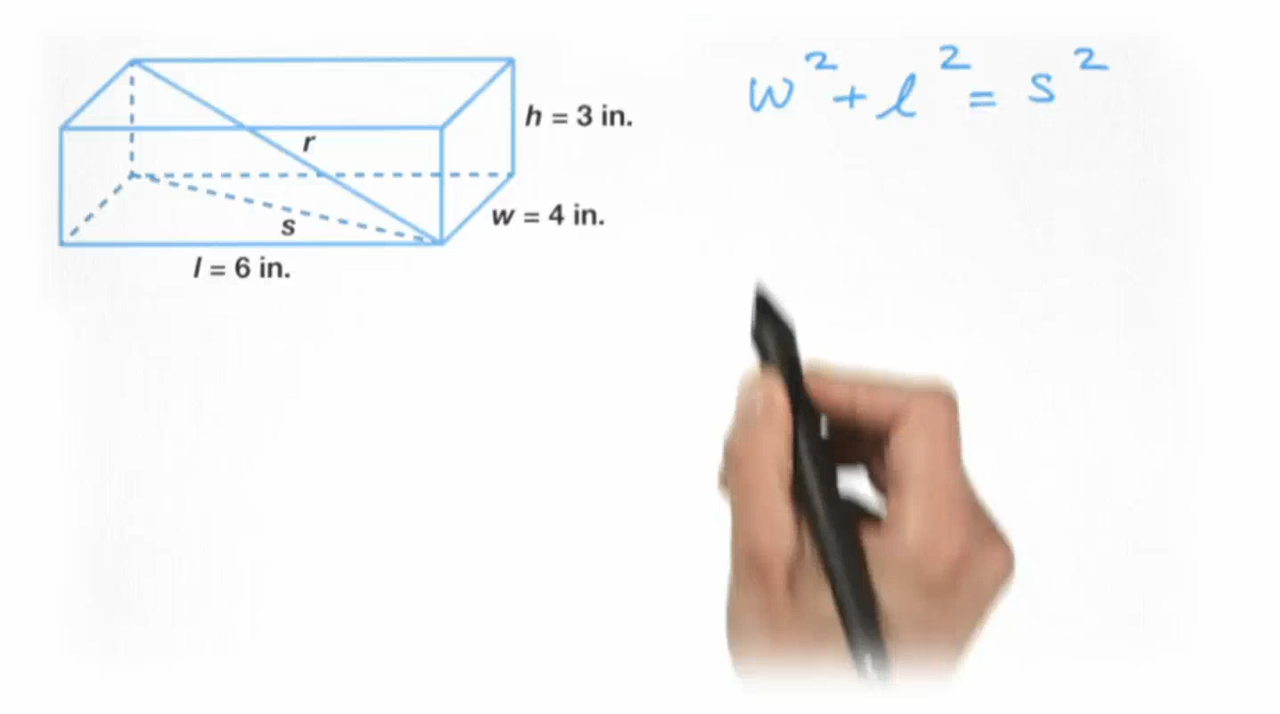 w² + l² = s²
h = 3 in.
r
w = 4 in.
s
l = 6 in.